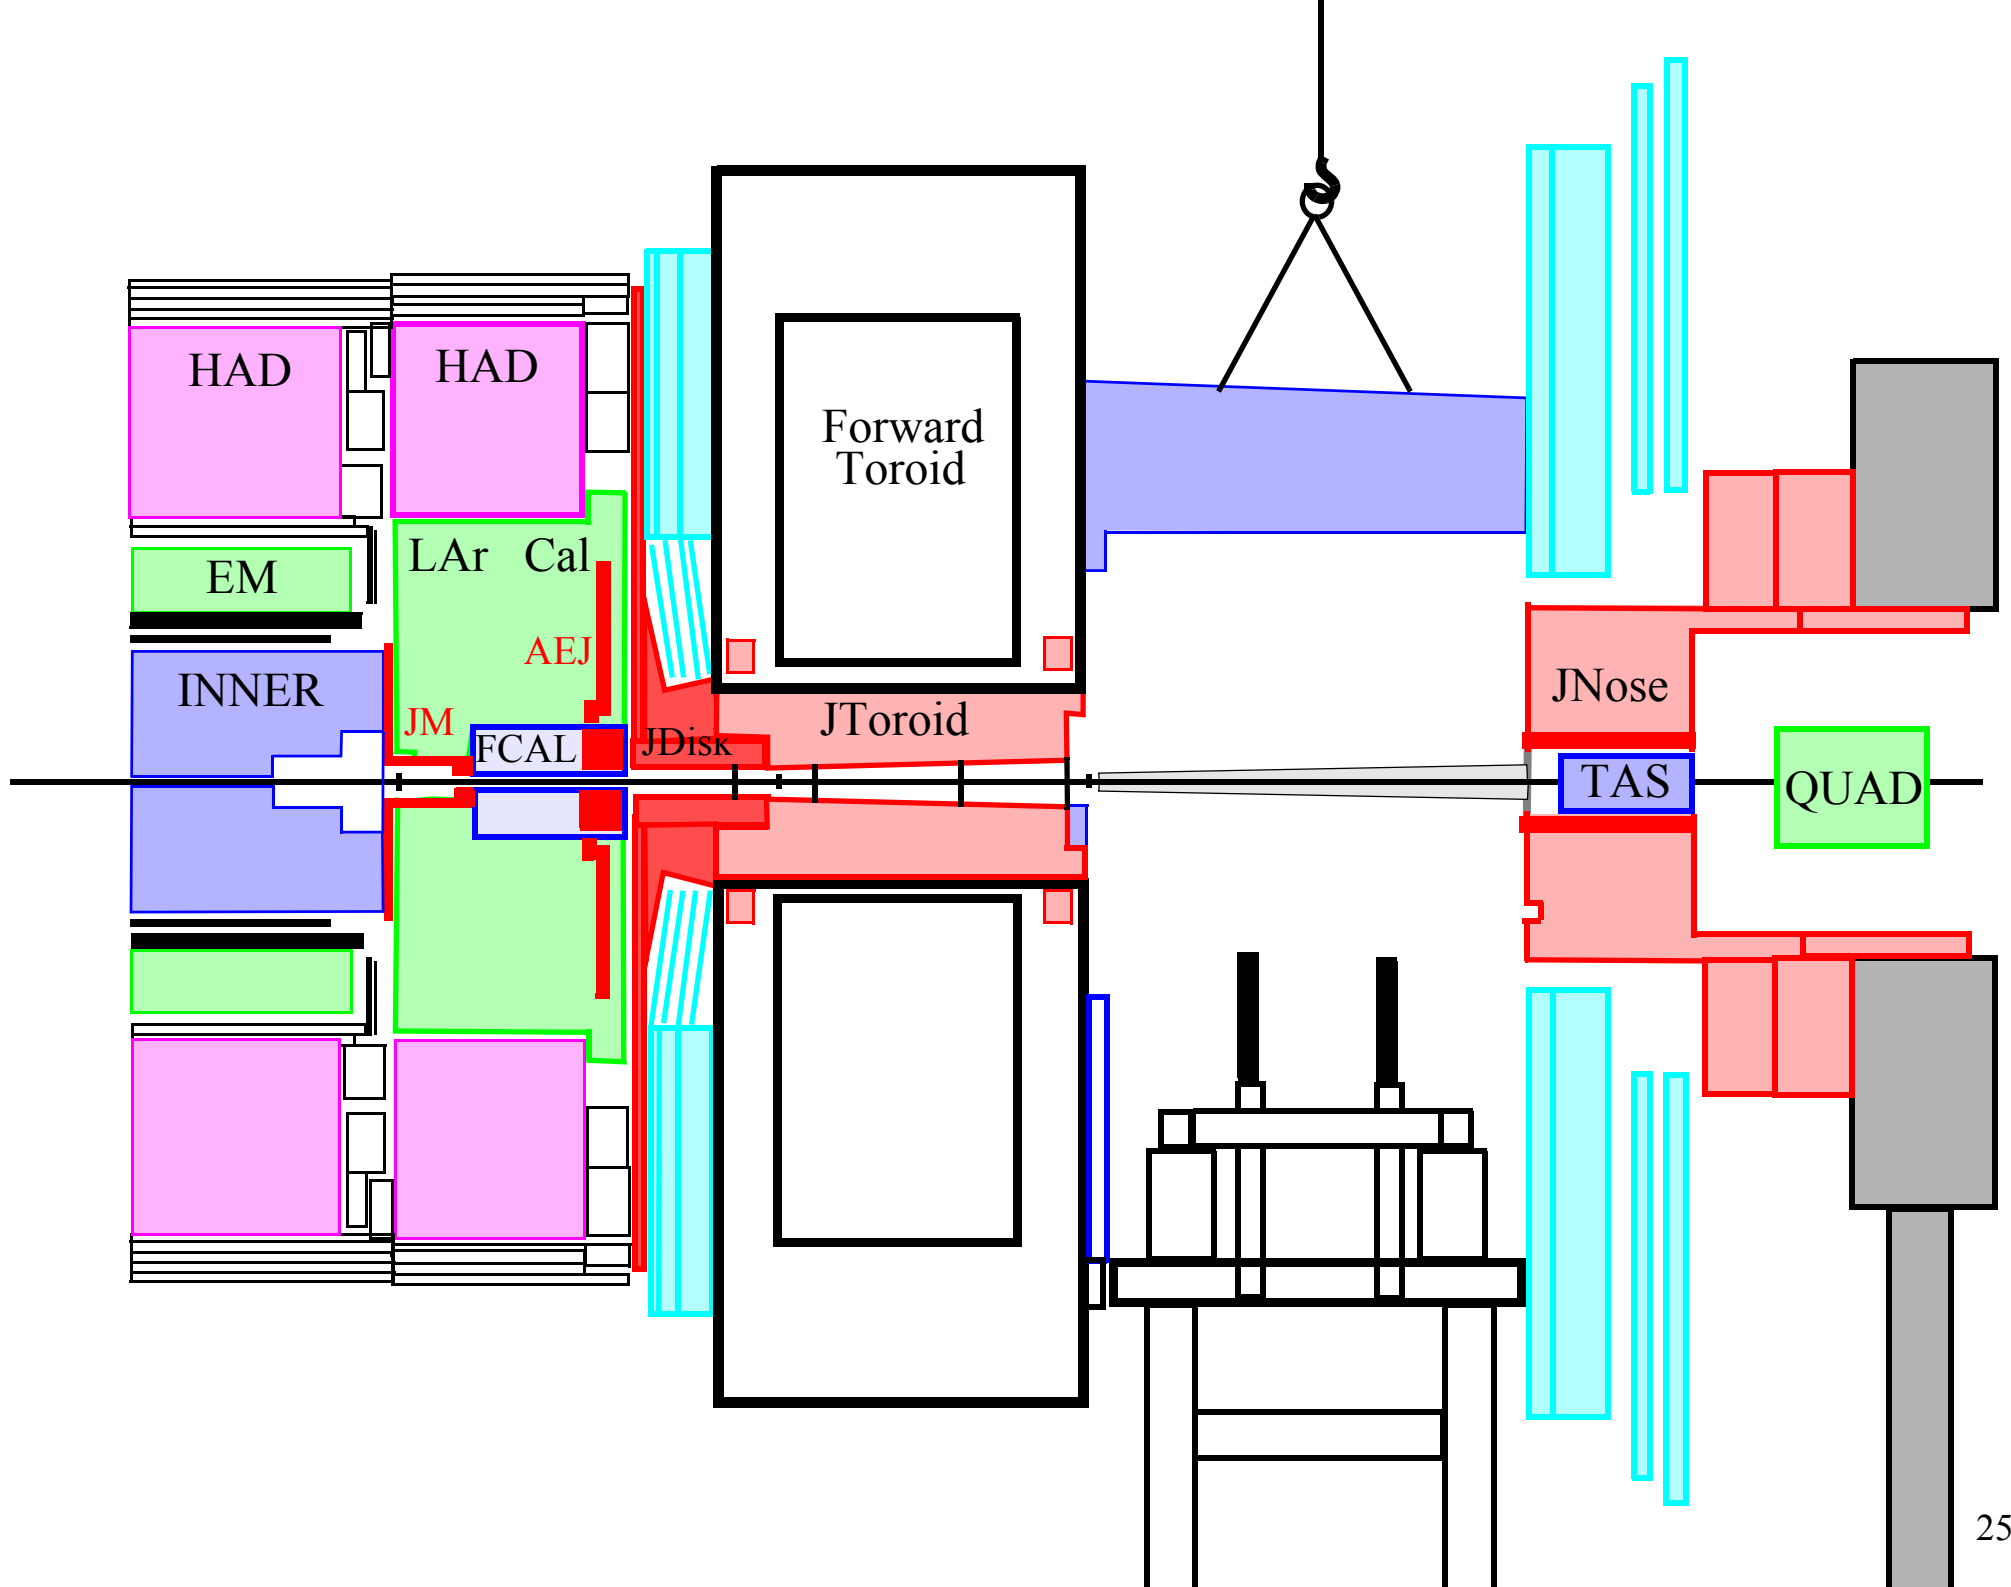 HAD
HAD
Forward
Toroid
LAr Cal
EM
AEJ
INNER
JM
FCAL
JDisk
JToroid
JNose
TAS
QUAD
25